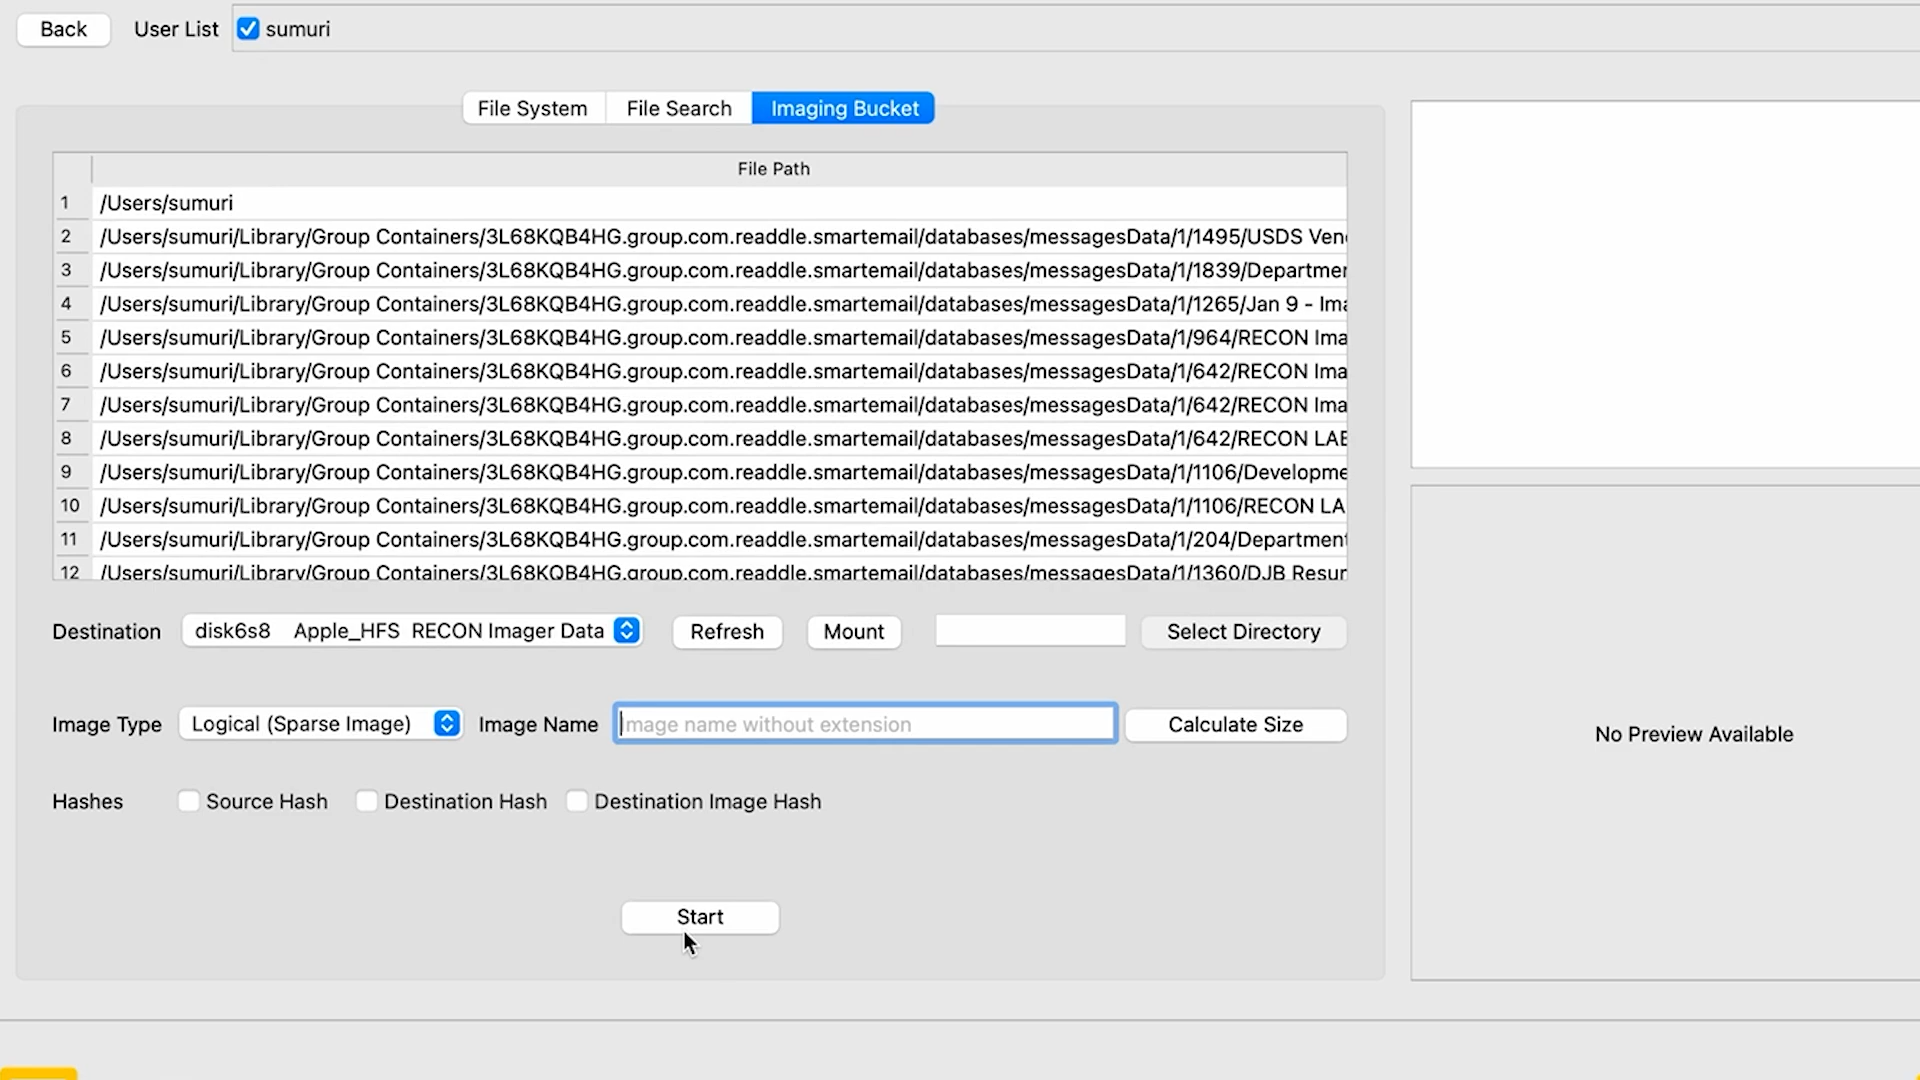 Back User List sumuri
File System File Search Imaging Bucket
File Path
1 /Users/sumuri
2 /Users/sumuri/Library/Group Containers/3L68KQB4HG.group.com.readdle.smartemail/databases/messagesData/1/1495/USDS Ven
3 /Users/sumuri/Library/Group Containers/3L68KQB4HG.group.com.readdle.smartemail/databases/messagesData/1/1839/Departmen
4 /Users/sumuri/Library/Group Containers/3L68KQB4HG.group.com.readdle.smartemail/databases/messagesData/1/1265/Jan 9 - Ima
5 /Users/sumuri/Library/Group Containers/3L68KQB4HG.group.com.readdle.smartemail/databases/messagesData/1/964/RECON Ima
6 /Users/sumuri/Library/Group Containers/3L68KQB4HG.group.com.readdle.smartemail/databases/messagesData/1/642/RECON Ima
7 /Users/sumuri/Library/Group Containers/3L68KQB4HG.group.com.readdle.smartemail/databases/messagesData/1/642/RECON Ima
8 /Users/sumuri/Library/Group Containers/3L68KQB4HG.group.com.readdle.smartemail/databases/messagesData/1/642/RECON LAB
9 /Users/sumuri/Library/Group Containers/3L68KQB4HG.group.com.readdle.smartemail/databases/messagesData/1/1106/Developme
10 /Users/sumuri/Library/Group Containers/3L68KQB4HG.group.com.readdle.smartemail/databases/messagesData/1/1106/RECON LA
11 /Users/sumuri/Library/Group Containers/3L68KQB4HG.group.com.readdle.smartemail/databases/messagesData/1/204/Department
12 /Users/sumuri/Library/Group Containers/3L68KQB4HG.group.com.readdle.smartemail/databases/messagesData/1/1360/DJB Resum
Destination disk6s8 Apple_HFS RECON Imager Data Refresh Mount Select Directory
Image Type Logical (Sparse Image) Image Name Image name without extension Calculate Size
No Preview Available
Hashes Source Hash Destination Hash Destination Image Hash
Start